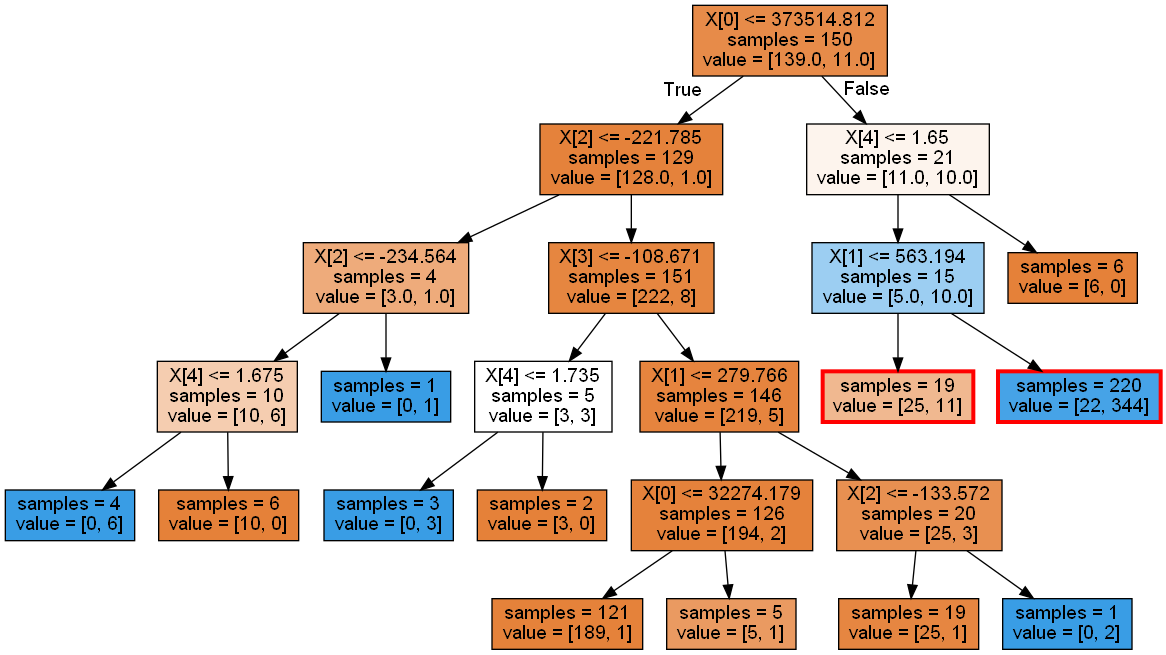 X[0] <= 373514.812
samples = 150
value = [139.0, 11.0]
True
False
X[2] <= -221.785
samples = 129
value = [128.0, 1.0]
X[4] <= 1.65
samples = 21
value = [11.0, 10.0]
X[2] <= -234.564
samples = 4
value = [3.0, 1.0]
X[3] <= -108.671
samples = 151
value = [222, 8]
X[1] <= 563.194
samples = 15
value = [5.0, 10.0]
samples = 6
value = [6, 0]
X[4] <= 1.675
samples = 10
value = [10, 6]
samples = 1
value = [0, 1]
X[4] <= 1.735
samples = 5
value = [3, 3]
X[1] <= 279.766
samples = 146
value = [219, 5]
samples = 19
value = [25, 11]
samples = 220
value = [22, 344]
samples = 4
value = [0, 6]
samples = 6
value = [10, 0]
samples = 3
value = [0, 3]
samples = 2
value = [3, 0]
X[0] <= 32274.179
samples = 126
value = [194, 2]
X[2] <= -133.572
samples = 20
value = [25, 3]
samples = 121
value = [189, 1]
samples = 5
value = [5, 1]
samples = 19
value = [25, 1]
samples = 1
value = [0, 2]